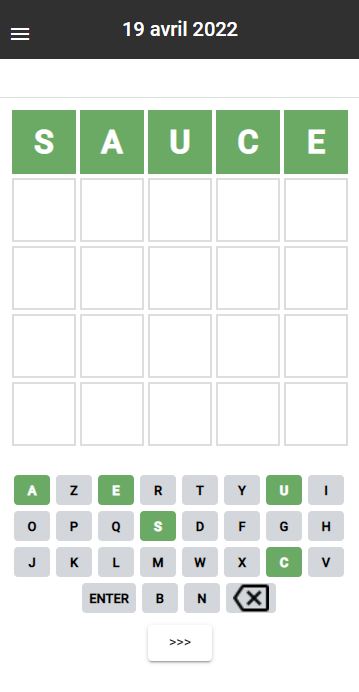 19 avril 2022
S A U C E
A Z E R T Y U I
O P Q S D F G H
J K L M W X C V
ENTER B N
>>>